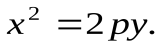 x² = 2py.